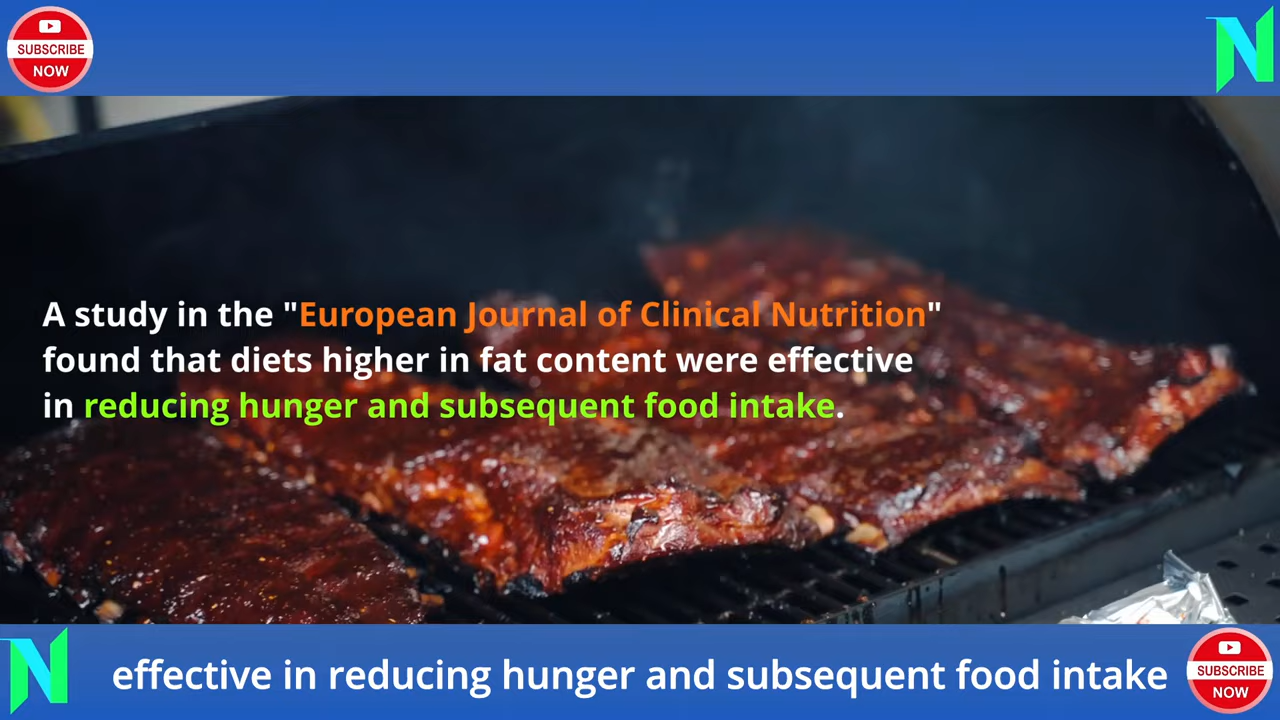 SUBSCRIBE
NOW
N
A study in the "European Journal of Clinical Nutrition"
found that diets higher in fat content were effective
in reducing hunger and subsequent food intake.
N
effective in reducing hunger and subsequent food intake
SUBSCRIBE
NOW